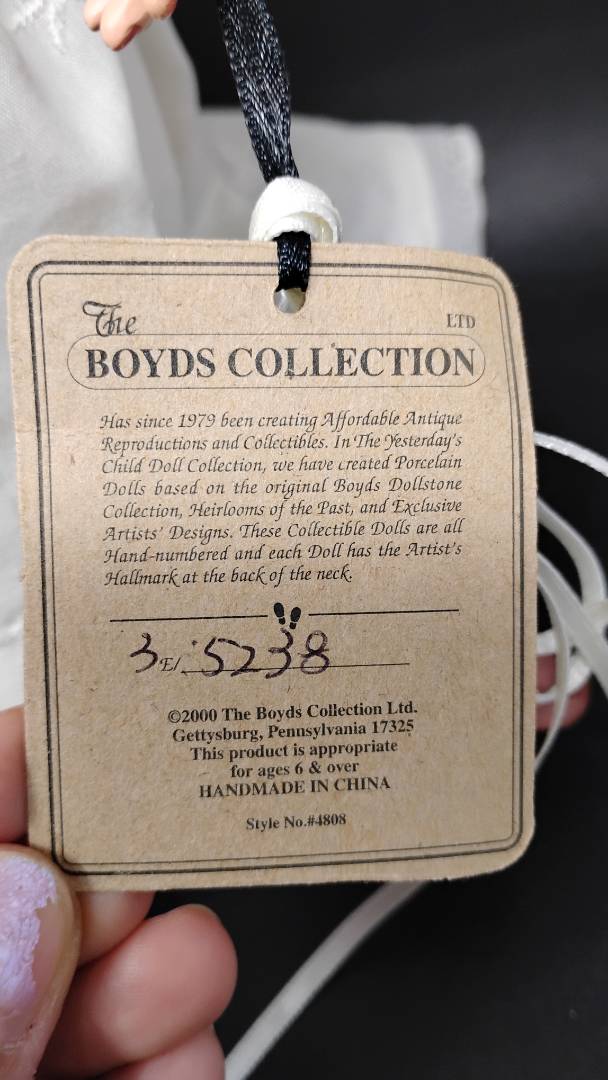 The
LTD
BOYDS COLLECTION
Has since 1979 been creating Affordable Antique
Reproductions and Collectibles. In The Yesterday's
Child Doll Collection, we have created Porcelain
Dolls based on the original Boyds Dollstone
Collection, Heirlooms of the Past, and Exclusive
Artists' Designs. These Collectible Dolls are all
Hand-numbered and each Doll has the Artist's
Hallmark at the back of the neck.
3E/ 5238
©2000 The Boyds Collection Ltd.
Gettysburg, Pennsylvania 17325
This product is appropriate
for ages 6 & over
HANDMADE IN CHINA
Style No.#4808